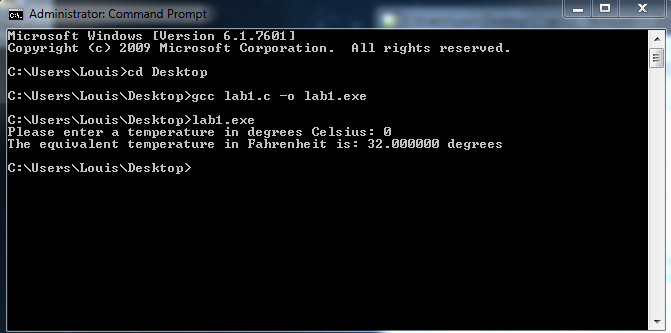 Administrator: Command Prompt
Microsoft Windows [Version 6.1.7601]
Copyright (c) 2009 Microsoft Corporation.  All rights reserved.
C:\Users\Louis>cd Desktop
C:\Users\Louis\Desktop>gcc lab1.c -o lab1.exe
C:\Users\Louis\Desktop>lab1.exe
Please enter a temperature in degrees Celsius: 0
The equivalent temperature in Fahrenheit is: 32.000000 degrees
C:\Users\Louis\Desktop>